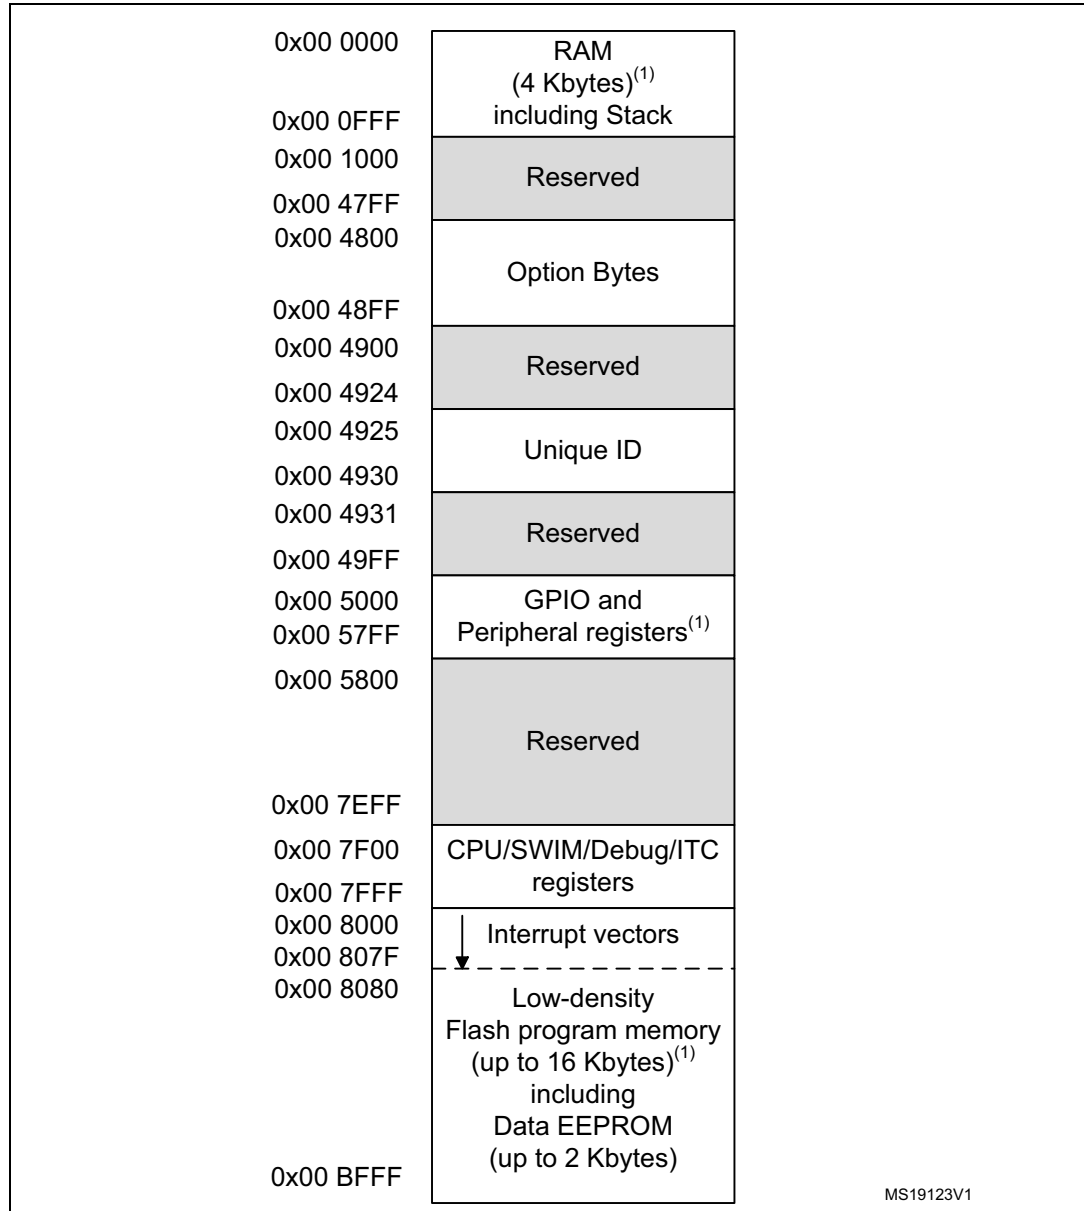 0x00 0000
RAM
(4 Kbytes)(1)
including Stack
0x00 0FFF
0x00 1000
Reserved
0x00 47FF
0x00 4800
Option Bytes
0x00 48FF
0x00 4900
Reserved
0x00 4924
0x00 4925
Unique ID
0x00 4930
0x00 4931
Reserved
0x00 49FF
0x00 5000
GPIO and
Peripheral registers(1)
0x00 57FF
0x00 5800
Reserved
0x00 7EFF
0x00 7F00
CPU/SWIM/Debug/ITC
registers
0x00 7FFF
0x00 8000
Interrupt vectors
0x00 807F
0x00 8080
Low-density
Flash program memory
(up to 16 Kbytes)(1)
including
Data EEPROM
(up to 2 Kbytes)
0x00 BFFF
MS19123V1